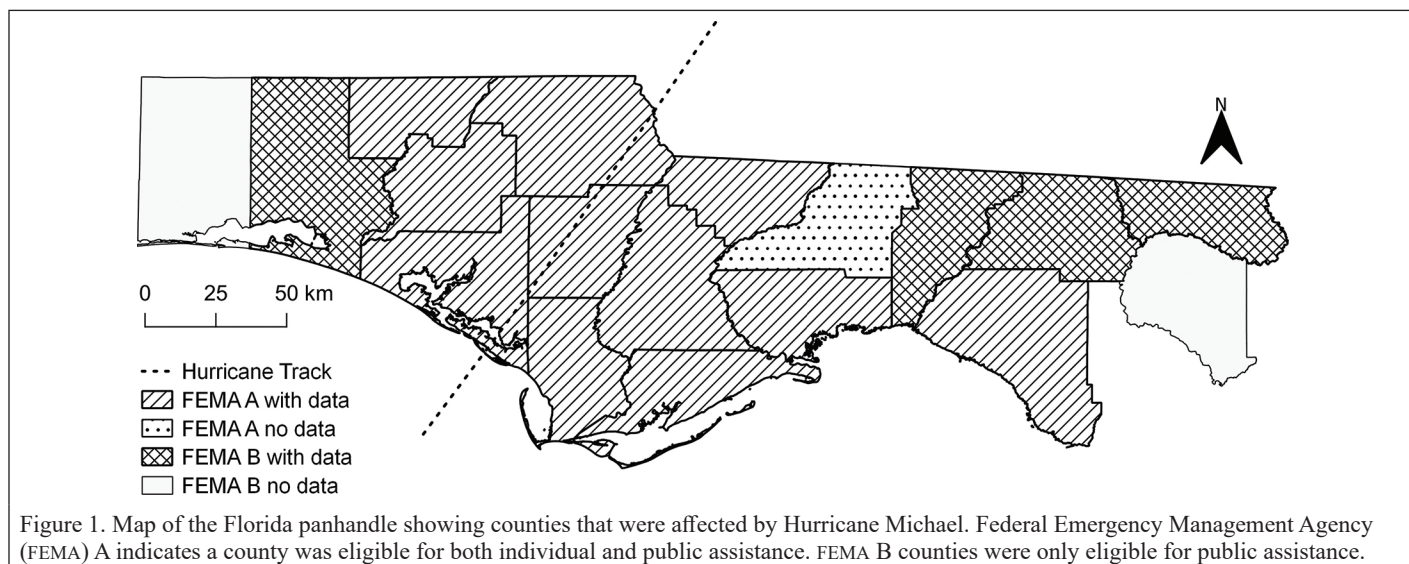 N
0 25 50 km
Hurricane Track
FEMA A with data
FEMA A no data
FEMA B with data
FEMA B no data
Figure 1. Map of the Florida panhandle showing counties that were affected by Hurricane Michael. Federal Emergency Management Agency
(FEMA) A indicates a county was eligible for both individual and public assistance. FEMA B counties were only eligible for public assistance.